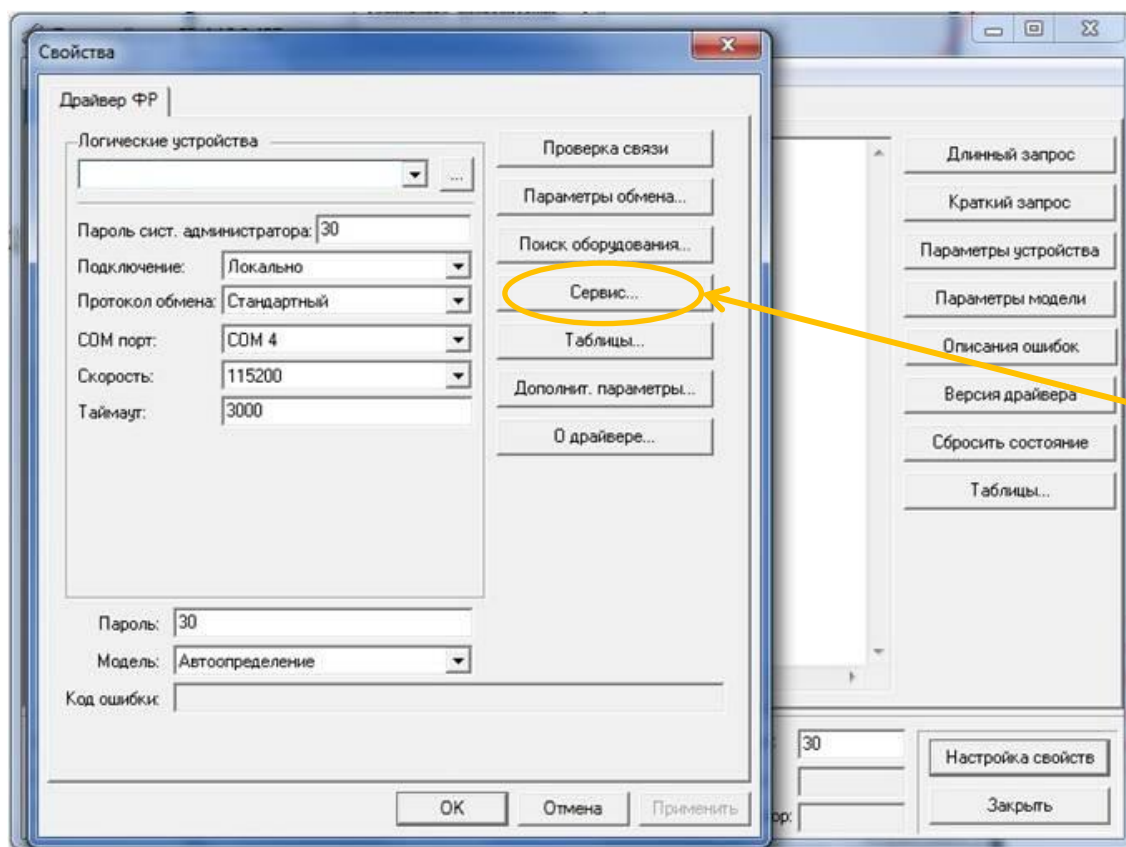 Свойства
Драйвер ФР
Логические устройства
...
Пароль сист. администратора: 30
Подключение: Локально
Протокол обмена: Стандартный
COM порт: COM 4
Скорость: 115200
Таймаут: 3000
Проверка связи
Параметры обмена...
Поиск оборудования...
Сервис...
Таблицы...
Дополнит. параметры...
О драйвере...
Пароль: 30
Модель: Автоопределение
Код ошибки:
OK
Отмена
Применить
Длинный запрос
Краткий запрос
Параметры устройства
Параметры модели
Описания ошибок
Версия драйвера
Сбросить состояние
Таблицы...
30
ор:
Настройка свойств
Закрыть